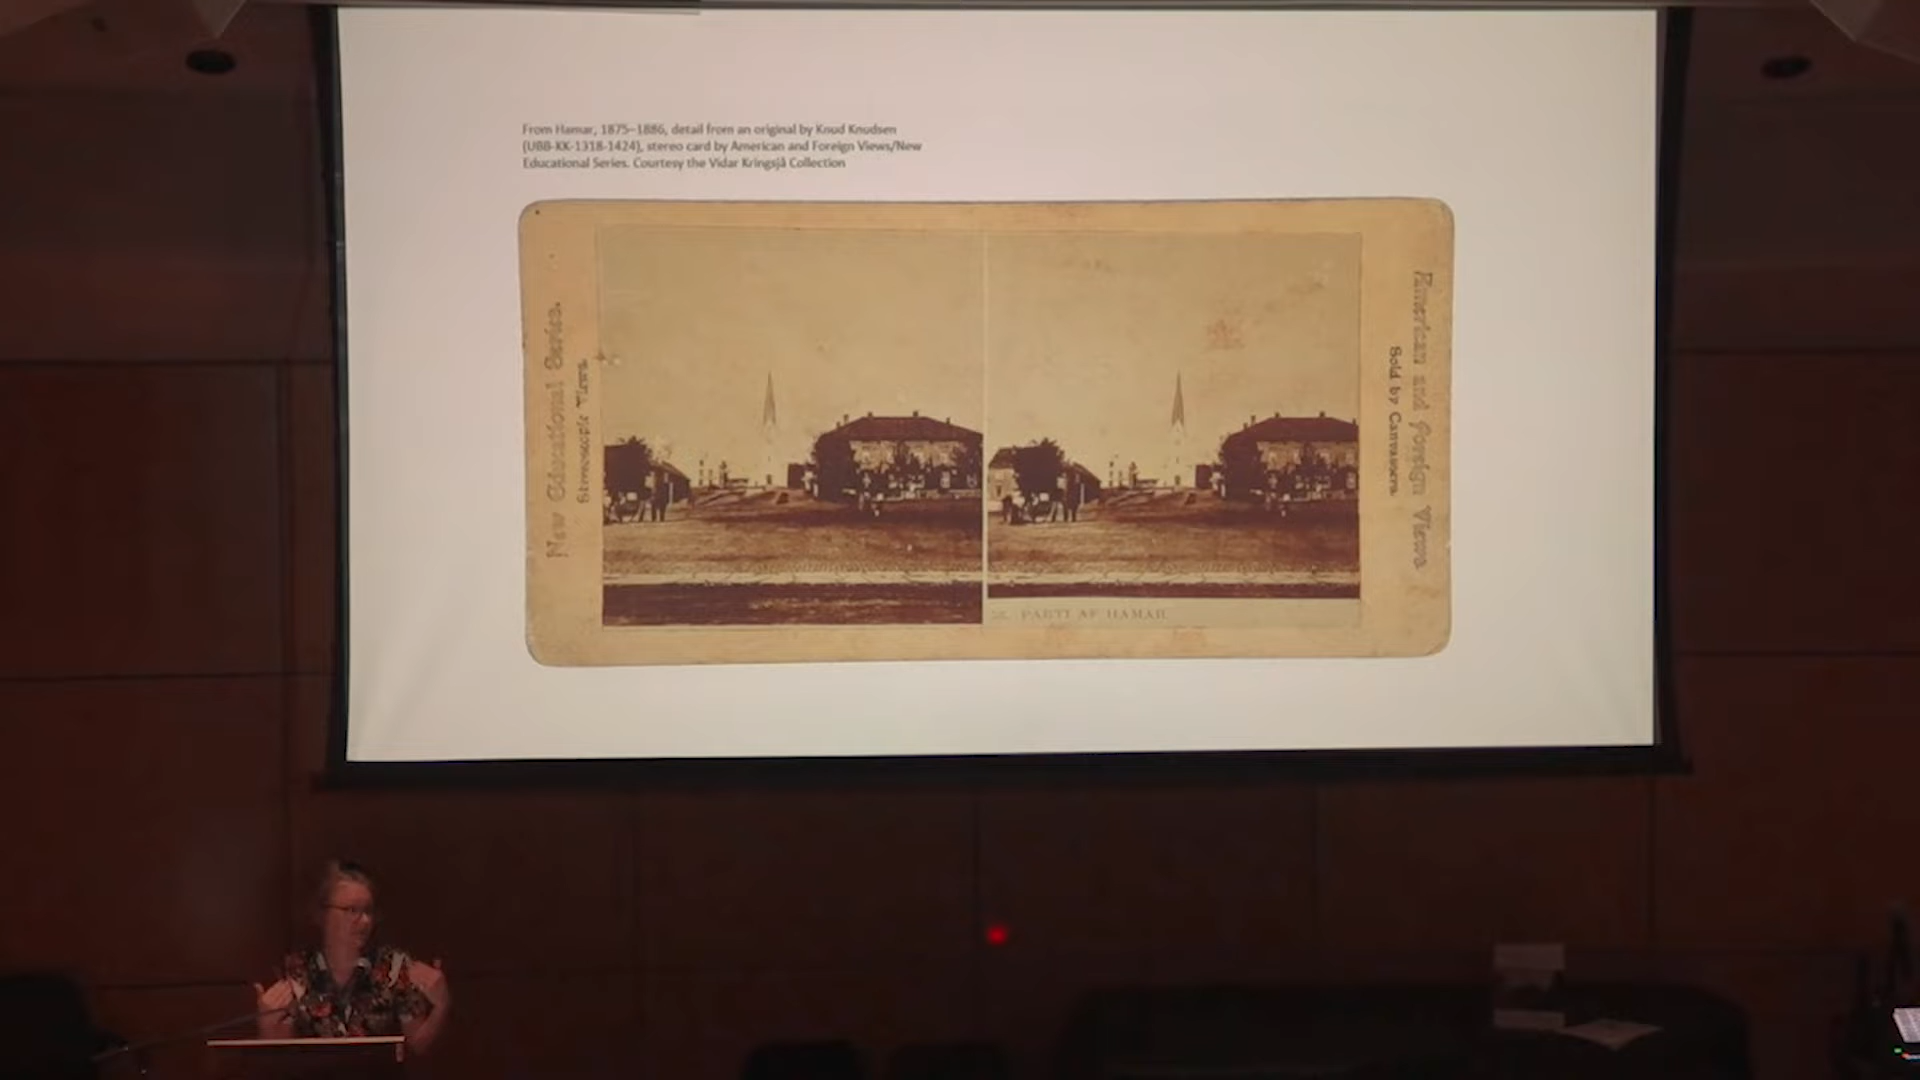 From Hamar, 1875–1886, detail from an original by Knud Knudsen
(UBB-KK-1318-1424), stereo card by American and Foreign Views/New
Educational Series. Courtesy the Vidar Kringsjå Collection
New Educational Series.
Stereoscopic Views.
PARTI AF HAMAR
Sold by Canvassers.
American and Foreign Views